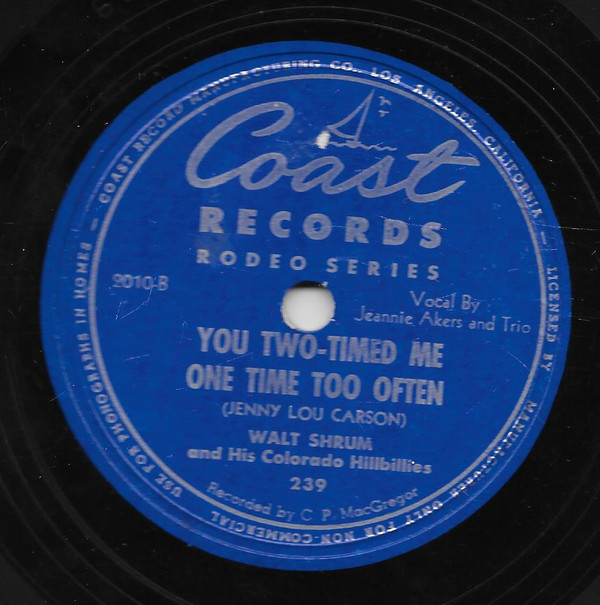 COAST RECORD MANUFACTURING CO., LOS ANGELES, CALIFORNIA — LICENSED BY MANUFACTURER ONLY FOR NON-COMMERCIAL USE FOR PHONOGRAPHS IN HOMES —
Coast
RECORDS
RODEO SERIES
2010-B
Vocal By
Jeannie Akers and Trio
YOU TWO-TIMED ME
ONE TIME TOO OFTEN
(JENNY LOU CARSON)
WALT SHRUM
and His Colorado Hillbillies
239
Recorded by C P MacGregor